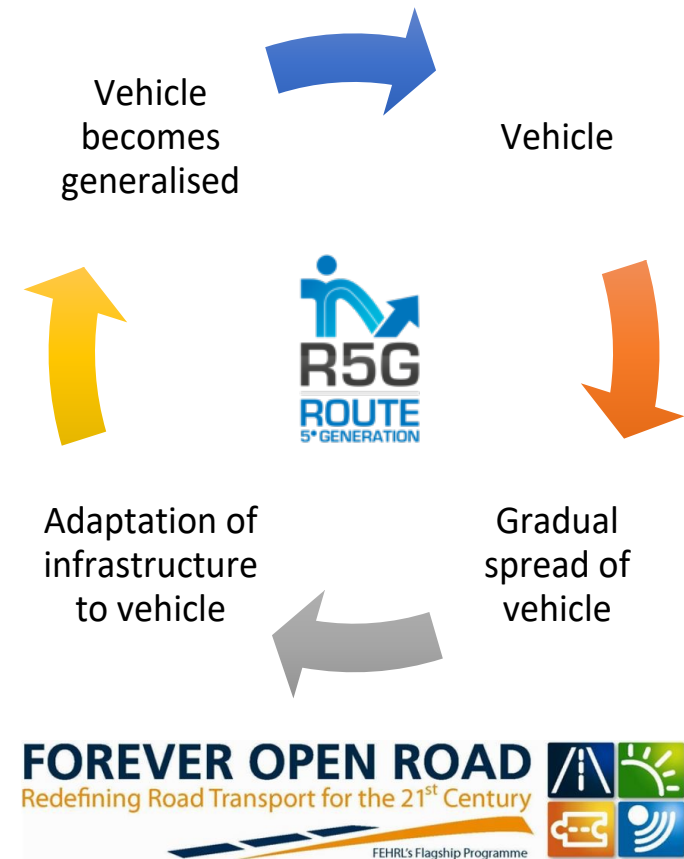 Vehicle
becomes
generalised
Vehicle
R5G
ROUTE
5e GENERATION
Adaptation of
infrastructure
to vehicle
Gradual
spread of
vehicle
FOREVER OPEN ROAD
Redefining Road Transport for the 21st Century
FEHRL's Flagship Programme